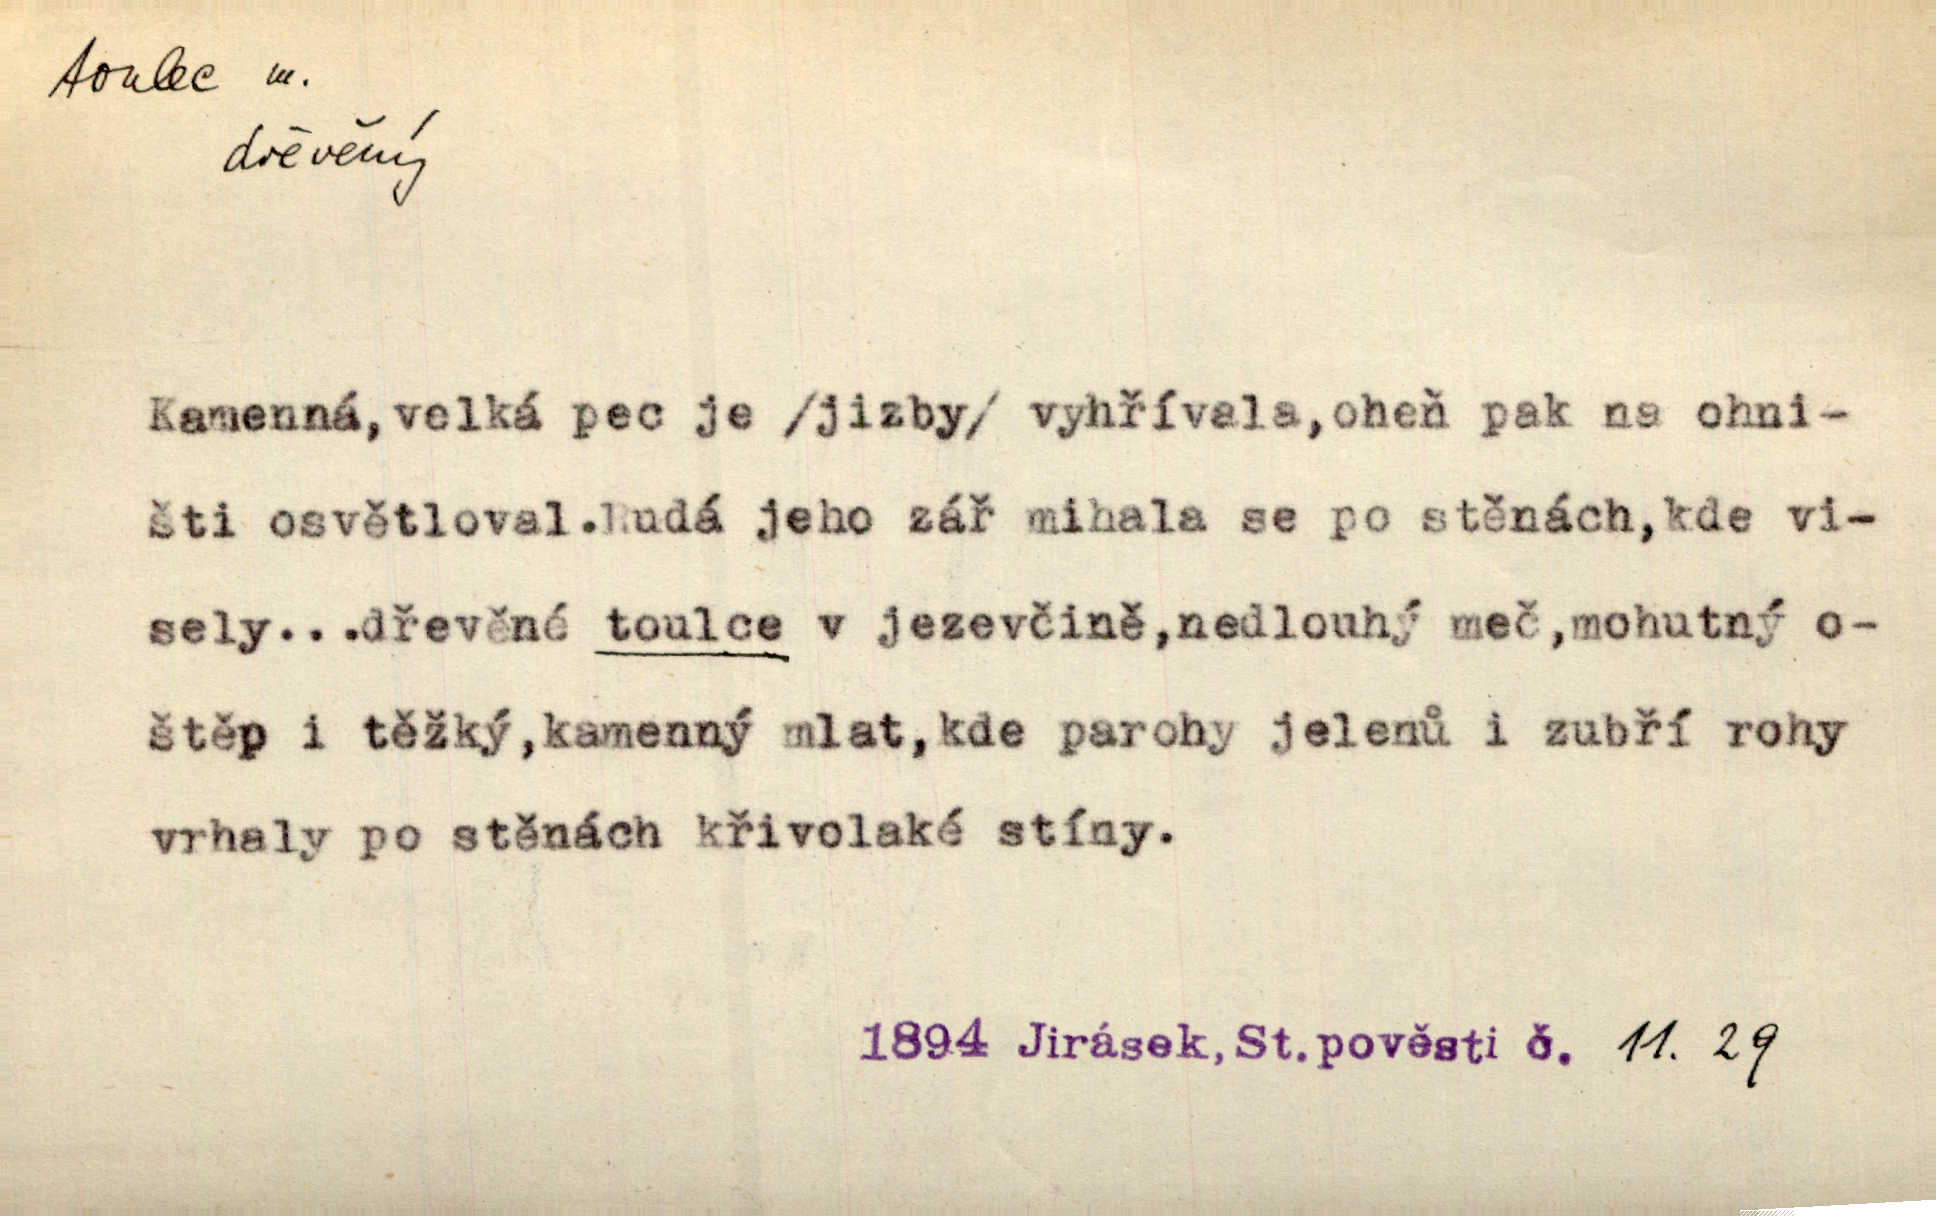 toulec m.
dřevěný
Kamenná,velká pec je /jizby/ vyhřívala,oheň pak na ohni-
šti osvětloval.Rudá jeho zář mihala se po stěnách,kde vi-
sely...dřevěné toulce v jezevčině,nedlouhý meč,mohutný o-
štěp i těžký,kamenný mlat,kde parohy jelenů i zubří rohy
vrhaly po stěnách křivolaké stíny.
1894 Jirásek,St.pověsti č. 11. 29